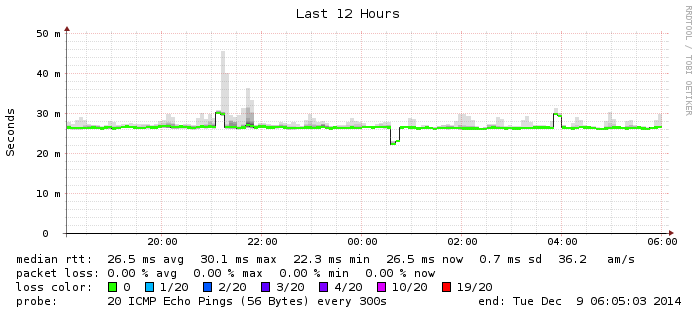 Last 12 Hours
RRDTOOL / TOBI OETIKER
Seconds
50 m
40 m
30 m
20 m
10 m
0
20:00 22:00 00:00 02:00 04:00 06:00
median rtt: 26.5 ms avg 30.1 ms max 22.3 ms min 26.5 ms now 0.7 ms sd 36.2 am/s
packet loss: 0.00 % avg 0.00 % max 0.00 % min 0.00 % now
loss color: 0 1/20 2/20 3/20 4/20 10/20 19/20
probe: 20 ICMP Echo Pings (56 Bytes) every 300s end: Tue Dec 9 06:05:03 2014